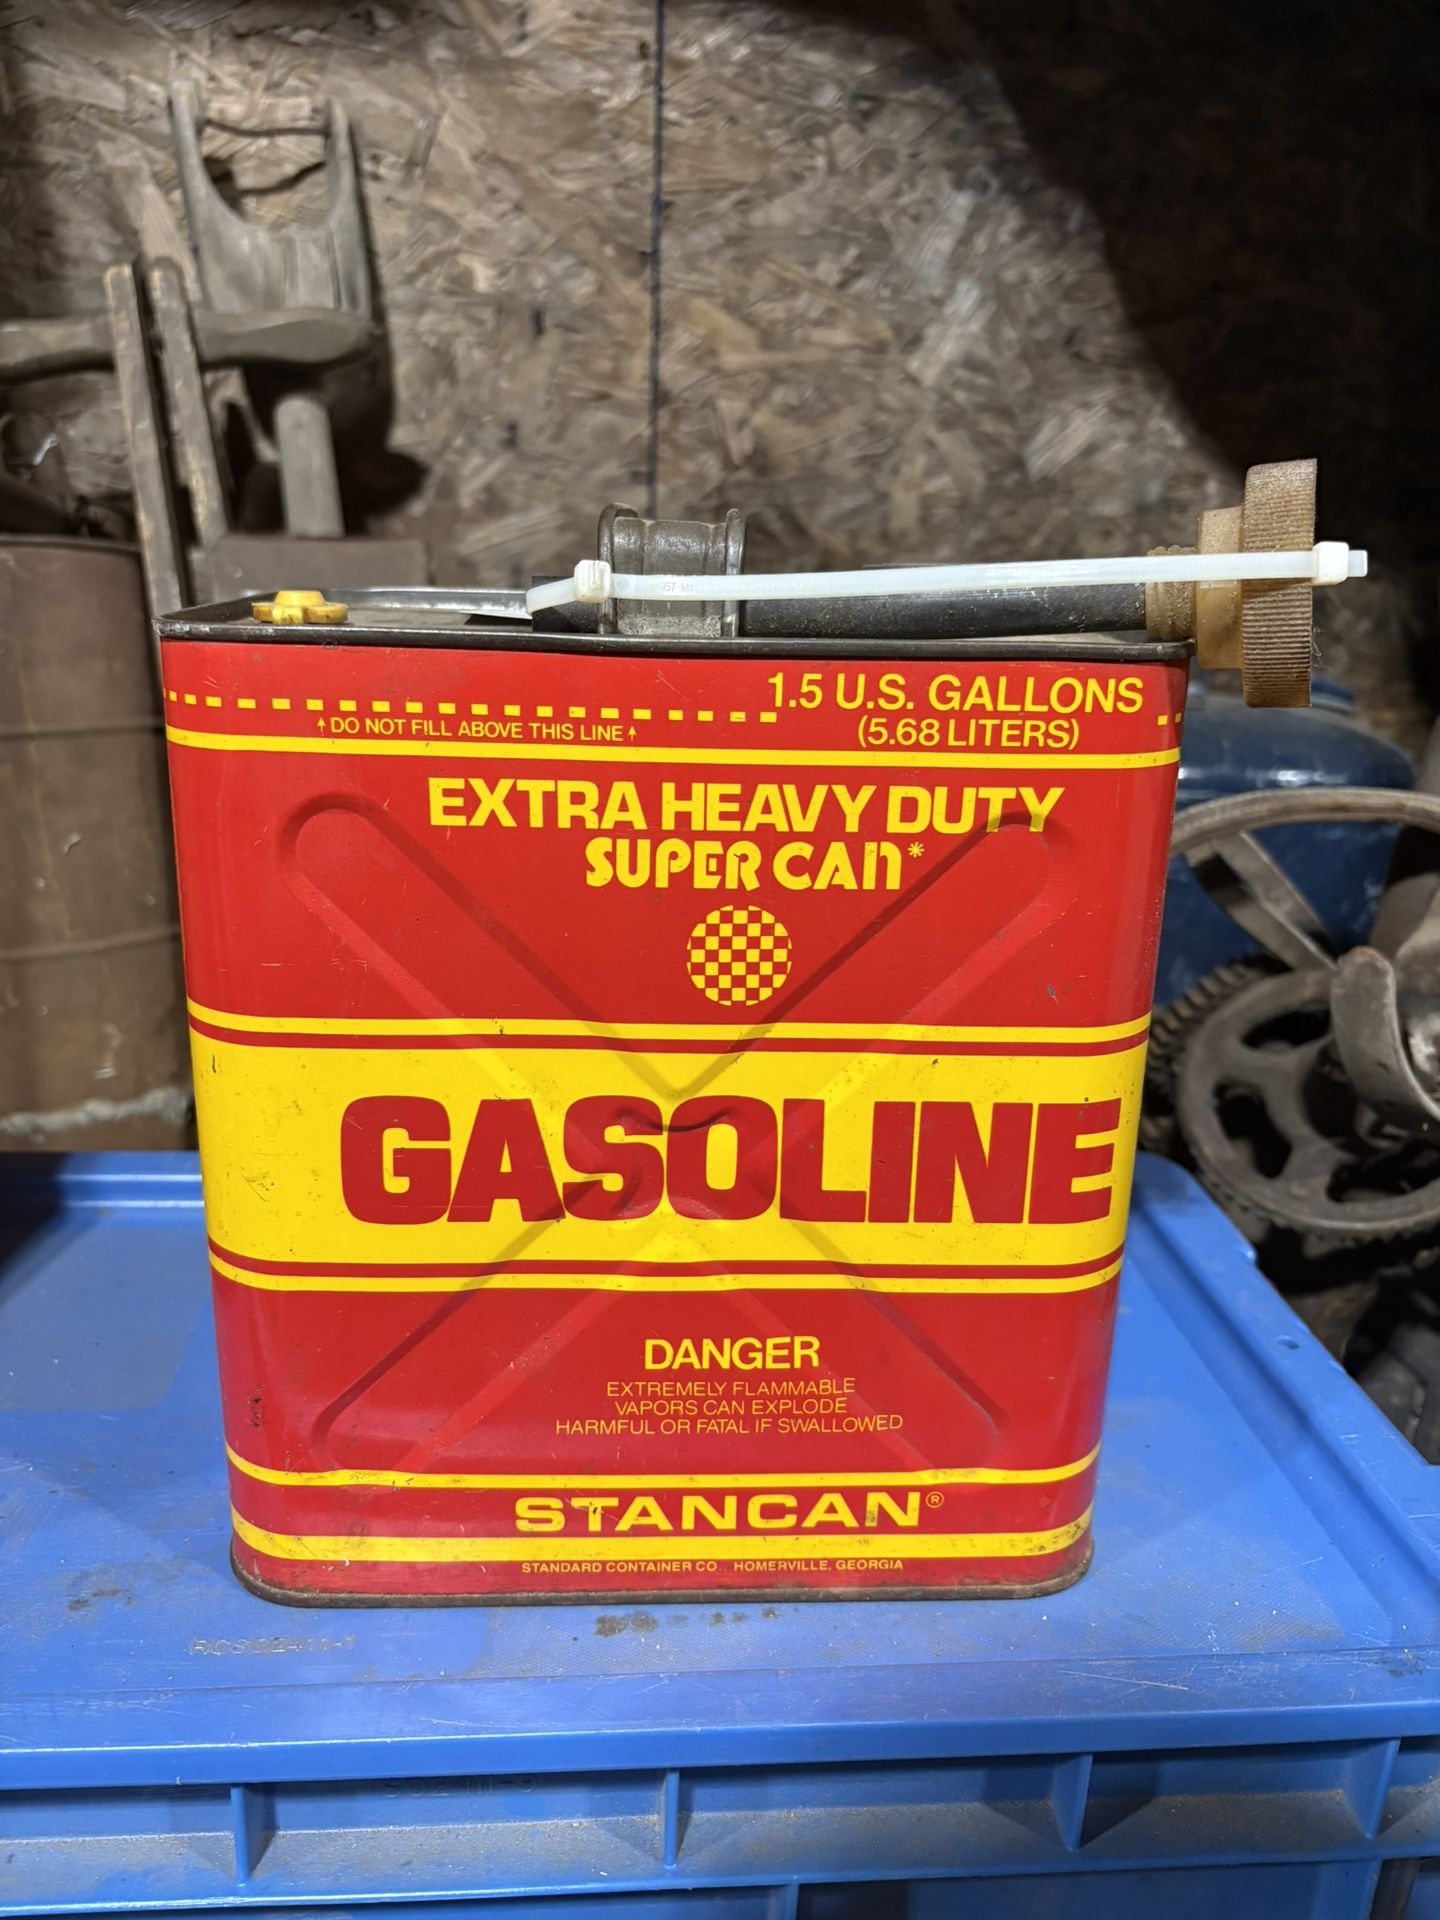 1.5 U.S. GALLONS
↑DO NOT FILL ABOVE THIS LINE↑
(5.68 LITERS)
EXTRA HEAVY DUTY
SUPER CAN*
GASOLINE
DANGER
EXTREMELY FLAMMABLE
VAPORS CAN EXPLODE
HARMFUL OR FATAL IF SWALLOWED
STANCAN®
STANDARD CONTAINER CO. HOMERVILLE, GEORGIA